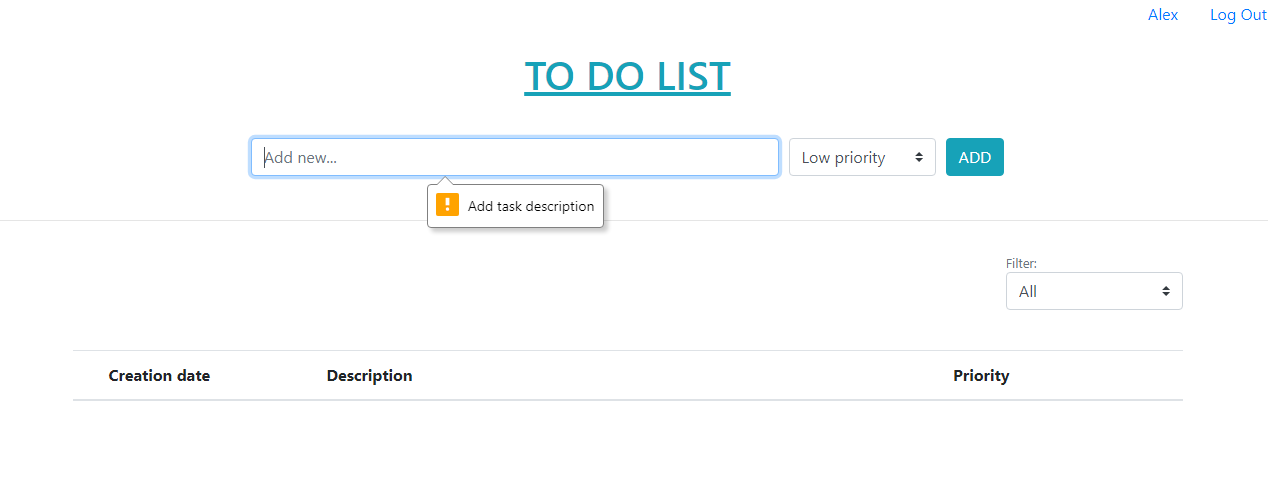 Alex Log Out
TO DO LIST
Add new... Low priority ADD
Add task description
Filter:
All
Creation date Description Priority